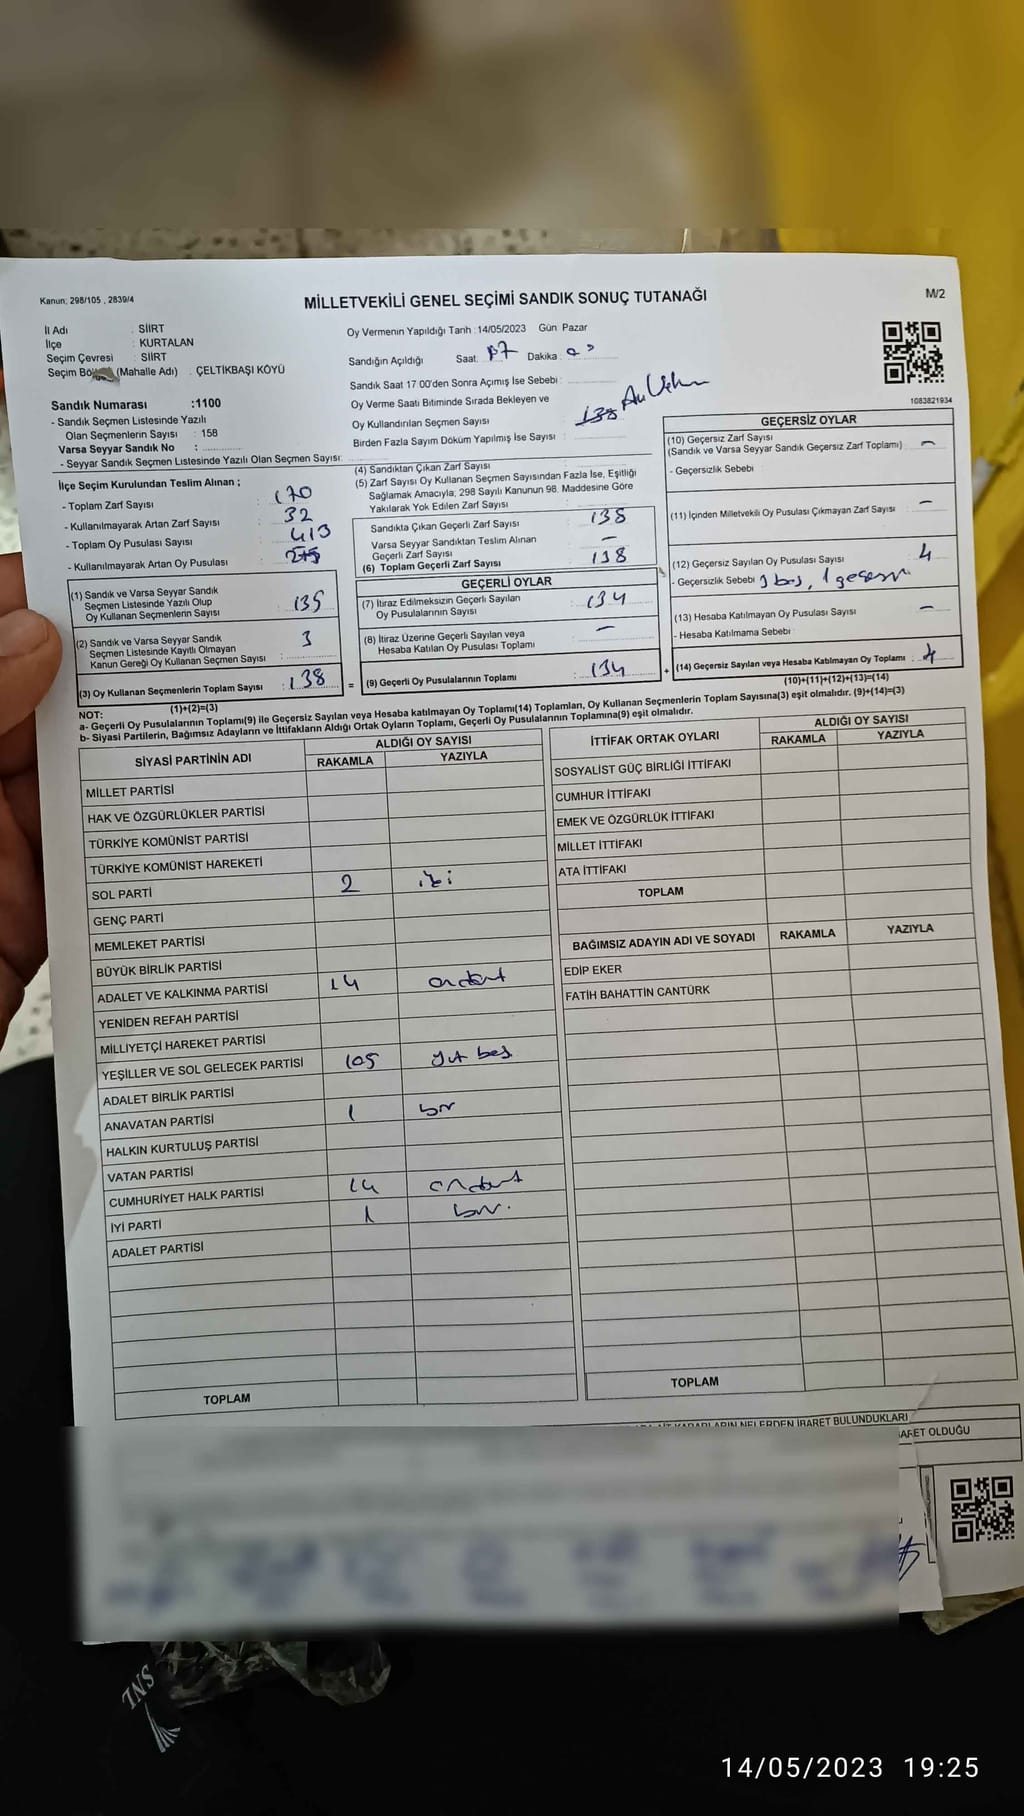 Kanun; 298/105 , 2839/4
MİLLETVEKİLİ GENEL SEÇİMİ SANDIK SONUÇ TUTANAĞI
M/2
İl Adı : SİİRT
İlçe : KURTALAN
Seçim Çevresi : SİİRT
Seçim Bö (Mahalle Adı) : ÇELTİKBAŞI KÖYÜ
Sandık Numarası :1100
- Sandık Seçmen Listesinde Yazılı
Olan Seçmenlerin Sayısı : 158
Varsa Seyyar Sandık No :
- Seyyar Sandık Seçmen Listesinde Yazılı Olan Seçmen Sayısı:
Oy Vermenin Yapıldığı Tarih :14/05/2023 Gün Pazar
Sandığın Açıldığı Saat: 17 Dakika:
Sandık Saat 17 00'den Sonra Açımış İse Sebebi :
Oy Verme Saati Bitiminde Sırada Bekleyen ve
Oy Kullandırılan Seçmen Sayısı : 138
Birden Fazla Sayım Döküm Yapılmış İse Sayısı :
1083821934
İlçe Seçim Kurulundan Teslim Alınan ;
- Toplam Zarf Sayısı : 170
- Kullanılmayarak Artan Zarf Sayısı : 32
- Toplam Oy Pusulası Sayısı : 413
- Kullanılmayarak Artan Oy Pusulası : 275
(1) Sandık ve Varsa Seyyar Sandık
Seçmen Listesinde Yazılı Olup
Oy Kullanan Seçmenlerin Sayısı : 135
(2) Sandık ve Varsa Seyyar Sandık
Seçmen Listesinde Kayıtlı Olmayan
Kanun Gereği Oy Kullanan Seçmen Sayısı : 3
(3) Oy Kullanan Seçmenlerin Toplam Sayısı : 138
(1)+(2)=(3)
(4) Sandıktan Çıkan Zarf Sayısı
(5) Zarf Sayısı Oy Kullanan Seçmen Sayısından Fazla İse, Eşitliği
Sağlamak Amacıyla, 298 Sayılı Kanunun 98. Maddesine Göre
Yakılarak Yok Edilen Zarf Sayısı :
Sandıkta Çıkan Geçerli Zarf Sayısı : 138
Varsa Seyyar Sandıktan Teslim Alınan
Geçerli Zarf Sayısı : -
(6) Toplam Geçerli Zarf Sayısı : 138
GEÇERLİ OYLAR
(7) İtiraz Edilmeksizin Geçerli Sayılan
Oy Pusulalarının Sayısı : 134
(8) İtiraz Üzerine Geçerli Sayılan veya
Hesaba Katılan Oy Pusulası Toplamı : -
= (9) Geçerli Oy Pusulalarının Toplamı : 134 +
GEÇERSİZ OYLAR
(10) Geçersiz Zarf Sayısı
(Sandık ve Varsa Seyyar Sandık Geçersiz Zarf Toplamı) : -
- Geçersizlik Sebebi :
(11) İçinden Milletvekili Oy Pusulası Çıkmayan Zarf Sayısı : -
(12) Geçersiz Sayılan Oy Pusulası Sayısı : 4
- Geçersizlik Sebebi 3 boş, 1 geçersiz
(13) Hesaba Katılmayan Oy Pusulası Sayısı : -
- Hesaba Katılmama Sebebi :
(14) Geçersiz Sayılan veya Hesaba Katılmayan Oy Toplamı : 4
(10)+(11)+(12)+(13)=(14)
NOT:
a- Geçerli Oy Pusulalarının Toplamı(9) ile Geçersiz Sayılan veya Hesaba katılmayan Oy Toplamı(14) Toplamları, Oy Kullanan Seçmenlerin Toplam Sayısına(3) eşit olmalıdır. (9)+(14)=(3)
b- Siyasi Partilerin, Bağımsız Adayların ve İttifakların Aldığı Ortak Oyların Toplamı, Geçerli Oy Pusulalarının Toplamına(9) eşit olmalıdır.
SİYASİ PARTİNİN ADI
ALDIĞI OY SAYISI
RAKAMLA YAZIYLA
MİLLET PARTİSİ
HAK VE ÖZGÜRLÜKLER PARTİSİ
TÜRKİYE KOMÜNİST PARTİSİ
TÜRKİYE KOMÜNİST HAREKETİ
SOL PARTİ 2 iki
GENÇ PARTİ
MEMLEKET PARTİSİ
BÜYÜK BİRLİK PARTİSİ
ADALET VE KALKINMA PARTİSİ 14 ondört
YENİDEN REFAH PARTİSİ
MİLLİYETÇİ HAREKET PARTİSİ
YEŞİLLER VE SOL GELECEK PARTİSİ 105 yüz beş
ADALET BİRLİK PARTİSİ
ANAVATAN PARTİSİ 1 bir
HALKIN KURTULUŞ PARTİSİ
VATAN PARTİSİ
CUMHURİYET HALK PARTİSİ 14 ondört
İYİ PARTİ 1 bir.
ADALET PARTİSİ
TOPLAM
İTTİFAK ORTAK OYLARI
ALDIĞI OY SAYISI
RAKAMLA YAZIYLA
SOSYALİST GÜÇ BİRLİĞİ İTTİFAKI
CUMHUR İTTİFAKI
EMEK VE ÖZGÜRLÜK İTTİFAKI
MİLLET İTTİFAKI
ATA İTTİFAKI
TOPLAM
BAĞIMSIZ ADAYIN ADI VE SOYADI RAKAMLA YAZIYLA
EDİP EKER
FATİH BAHATTİN CANTÜRK
TOPLAM
KARARLARIN NELERDEN İBARET BULUNDUKLARI
OLDUĞU
SNL
14/05/2023 19:25